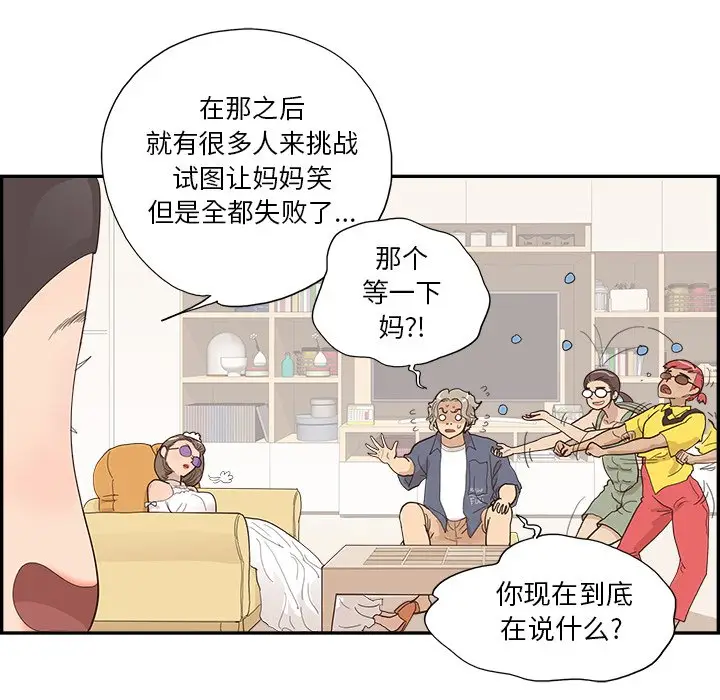 在那之后
就有很多人来挑战
试图让妈妈笑
但是全都失败了...
那个
等一下
妈?!
你现在到底
在说什么?